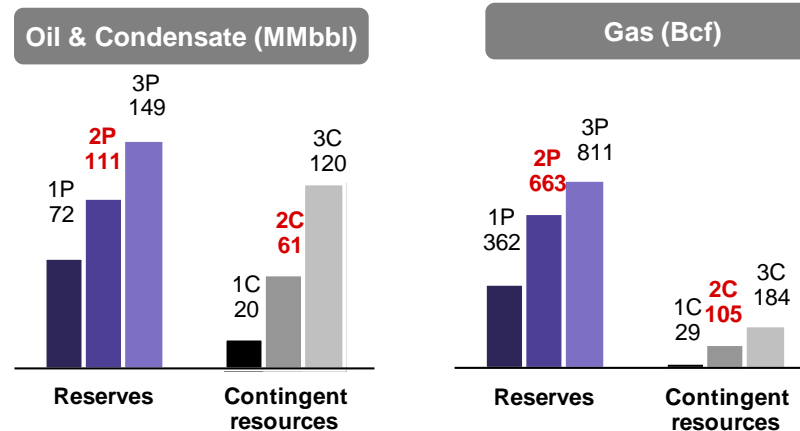 Oil & Condensate (MMbbl)
3P
149
2P
111
1P
72
3C
120
2C
61
1C
20
Reserves
Contingent
resources
Gas (Bcf)
3P
811
2P
663
1P
362
3C
184
2C
105
1C
29
Reserves
Contingent
resources